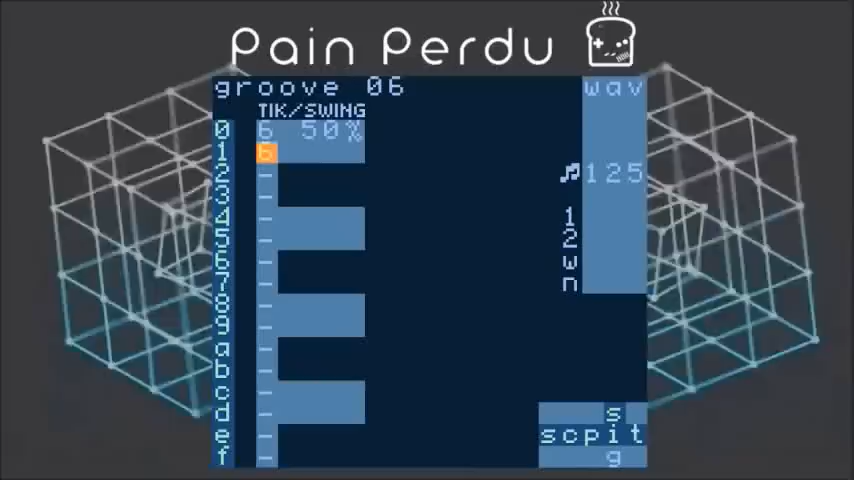 Pain Perdu
groove 06 wav
TIK/SWING
0 6 50%
1 6
2 - 125
3 -
4 - 1
5 - 2
6 - w
7 - n
8 -
9 -
a -
b -
c -
d - s
e - scpit
f - g